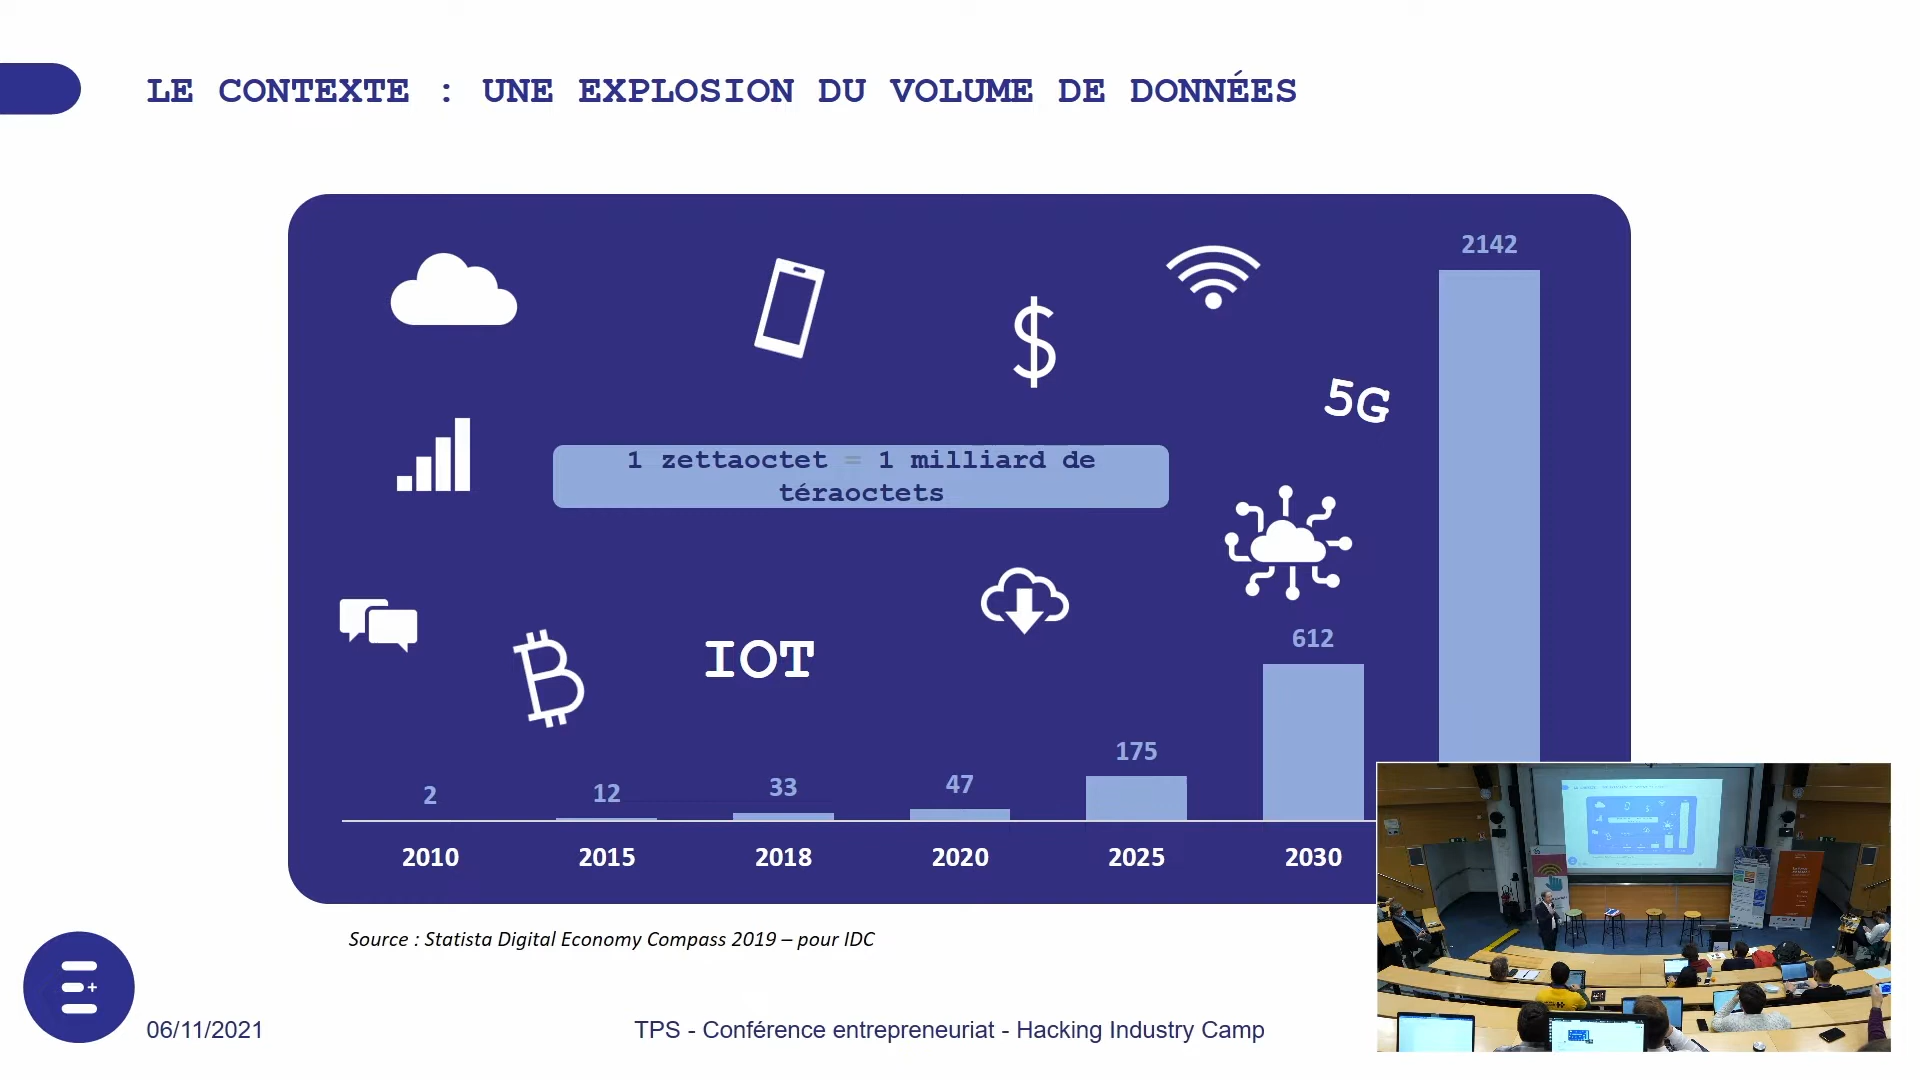 LE CONTEXTE : UNE EXPLOSION DU VOLUME DE DONNÉES
2142
5G
1 zettaoctet = 1 milliard de
téraoctets
612
IOT
175
2
12
33
47
2010
2015
2018
2020
2025
2030
Source : Statista Digital Economy Compass 2019 – pour IDC
06/11/2021
TPS - Conférence entrepreneuriat - Hacking Industry Camp